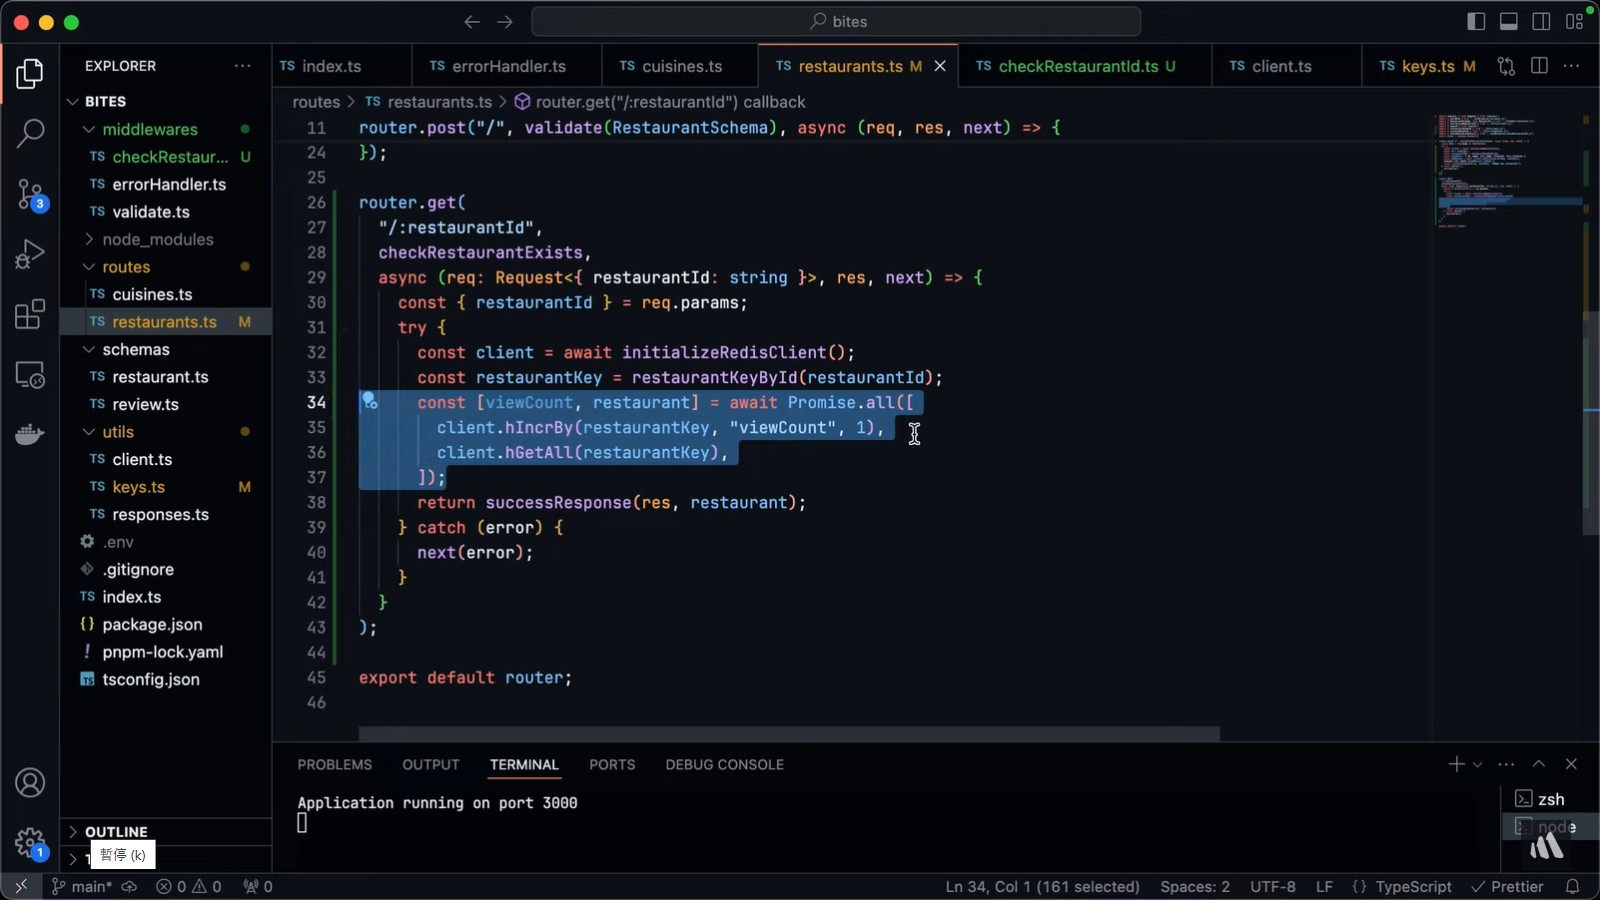 bites
EXPLORER
TS index.ts
TS errorHandler.ts
TS cuisines.ts
TS restaurants.ts M
TS checkRestaurantId.ts U
TS client.ts
TS keys.ts M
routes > TS restaurants.ts > router.get("/:restaurantId") callback
BITES
middlewares
TS checkRestaur... U
TS errorHandler.ts
TS validate.ts
node_modules
routes
TS cuisines.ts
TS restaurants.ts M
schemas
TS restaurant.ts
TS review.ts
utils
TS client.ts
TS keys.ts M
TS responses.ts
.env
.gitignore
TS index.ts
{} package.json
! pnpm-lock.yaml
TS tsconfig.json
OUTLINE
T
暂停 (k)
3
1
11 router.post("/", validate(RestaurantSchema), async (req, res, next) => {
24 });
25
26 router.get(
27 "/:restaurantId",
28 checkRestaurantExists,
29 async (req: Request<{ restaurantId: string }>, res, next) => {
30 const { restaurantId } = req.params;
31 try {
32 const client = await initializeRedisClient();
33 const restaurantKey = restaurantKeyById(restaurantId);
34 const [viewCount, restaurant] = await Promise.all([
35 client.hIncrBy(restaurantKey, "viewCount", 1),
36 client.hGetAll(restaurantKey),
37 ]);
38 return successResponse(res, restaurant);
39 } catch (error) {
40 next(error);
41 }
42 }
43 );
44
45 export default router;
46
PROBLEMS OUTPUT TERMINAL PORTS DEBUG CONSOLE
Application running on port 3000
zsh
node
main* 0 0 0 Ln 34, Col 1 (161 selected) Spaces: 2 UTF-8 LF {} TypeScript Prettier